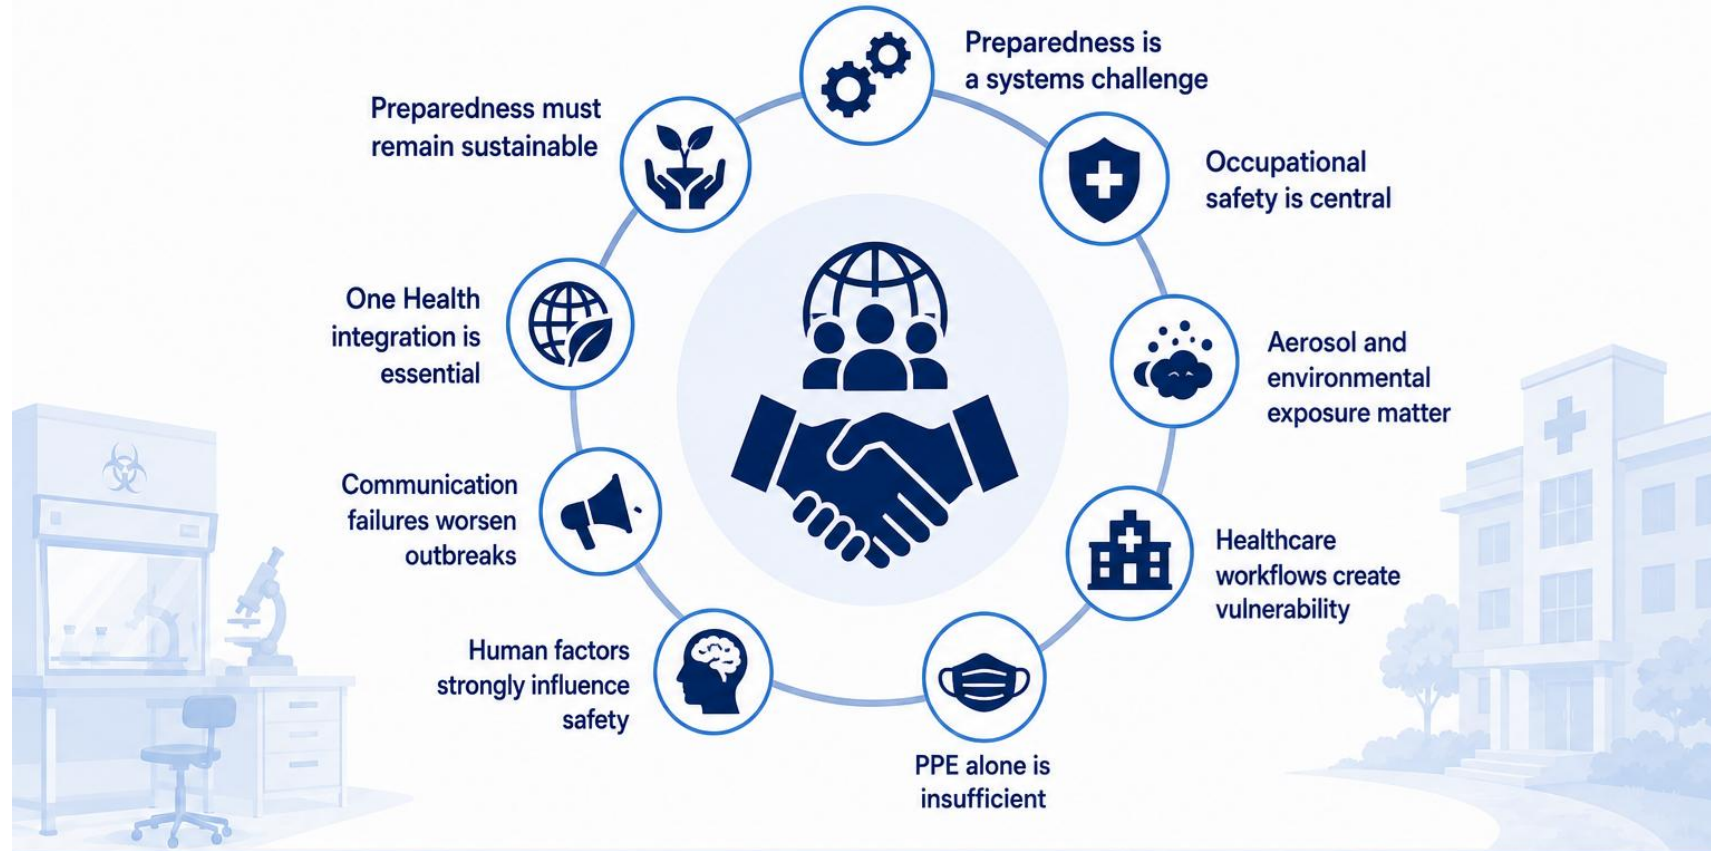 Preparedness is
a systems challenge
Occupational
safety is central
Aerosol and
environmental
exposure matter
Healthcare
workflows create
vulnerability
PPE alone is
insufficient
Human factors
strongly influence
safety
Communication
failures worsen
outbreaks
One Health
integration is
essential
Preparedness must
remain sustainable